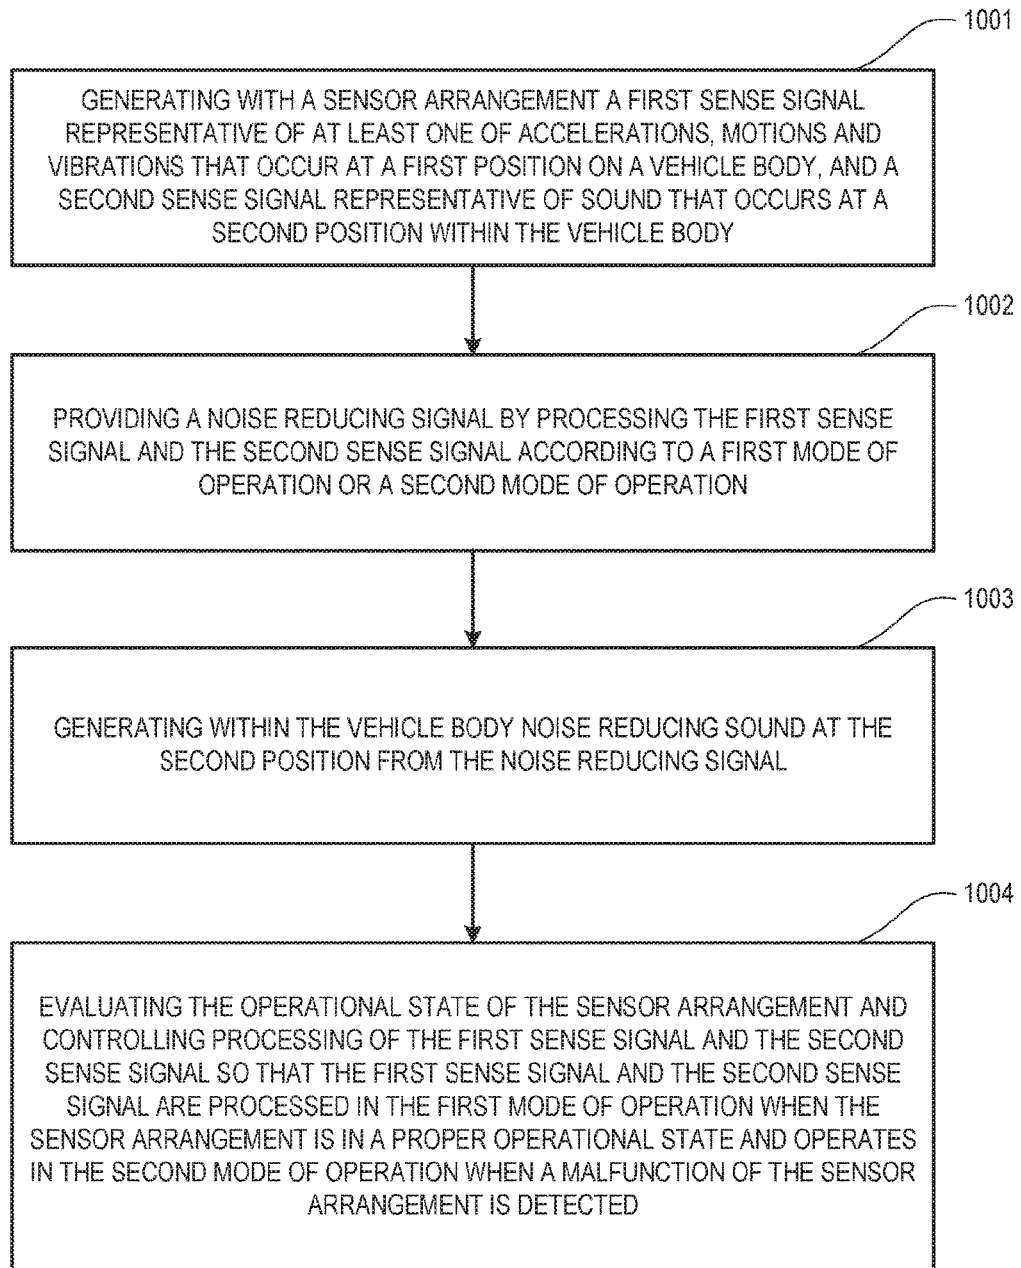 1001
GENERATING WITH A SENSOR ARRANGEMENT A FIRST SENSE SIGNAL
REPRESENTATIVE OF AT LEAST ONE OF ACCELERATIONS, MOTIONS AND
VIBRATIONS THAT OCCUR AT A FIRST POSITION ON A VEHICLE BODY, AND A
SECOND SENSE SIGNAL REPRESENTATIVE OF SOUND THAT OCCURS AT A
SECOND POSITION WITHIN THE VEHICLE BODY
1002
PROVIDING A NOISE REDUCING SIGNAL BY PROCESSING THE FIRST SENSE
SIGNAL AND THE SECOND SENSE SIGNAL ACCORDING TO A FIRST MODE OF
OPERATION OR A SECOND MODE OF OPERATION
1003
GENERATING WITHIN THE VEHICLE BODY NOISE REDUCING SOUND AT THE
SECOND POSITION FROM THE NOISE REDUCING SIGNAL
1004
EVALUATING THE OPERATIONAL STATE OF THE SENSOR ARRANGEMENT AND
CONTROLLING PROCESSING OF THE FIRST SENSE SIGNAL AND THE SECOND
SENSE SIGNAL SO THAT THE FIRST SENSE SIGNAL AND THE SECOND SENSE
SIGNAL ARE PROCESSED IN THE FIRST MODE OF OPERATION WHEN THE
SENSOR ARRANGEMENT IS IN A PROPER OPERATIONAL STATE AND OPERATES
IN THE SECOND MODE OF OPERATION WHEN A MALFUNCTION OF THE SENSOR
ARRANGEMENT IS DETECTED